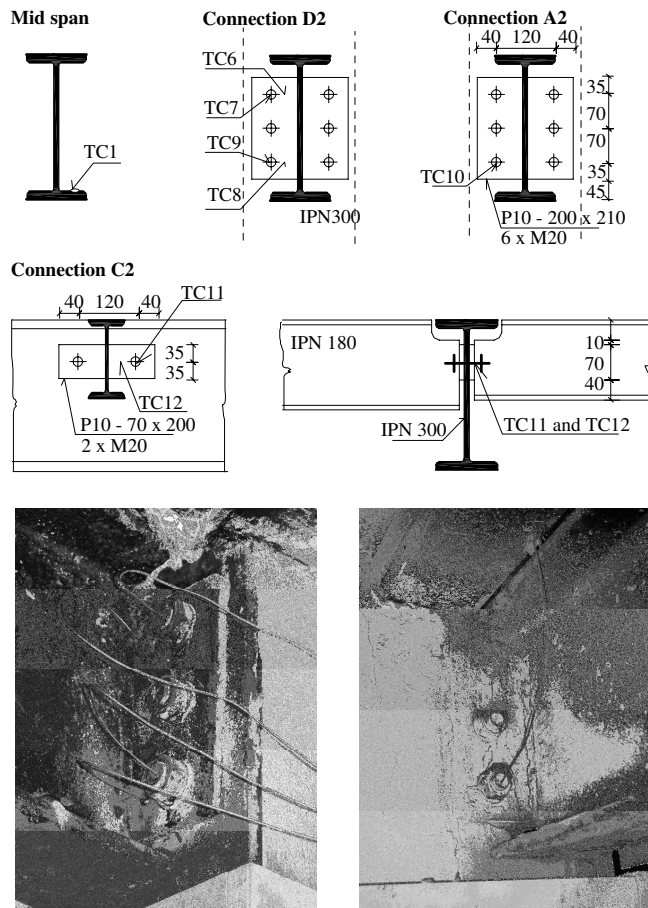 Mid span
TC1
Connection D2
TC6
TC7
TC9
TC8
IPN300
Connection A2
40 120 40
35
70
70
35
45
TC10
P10 - 200 x 210
6 x M20
Connection C2
40 120 40
TC11
35
35
TC12
P10 - 70 x 200
2 x M20
IPN 180
10
70
40
TC11 and TC12
IPN 300